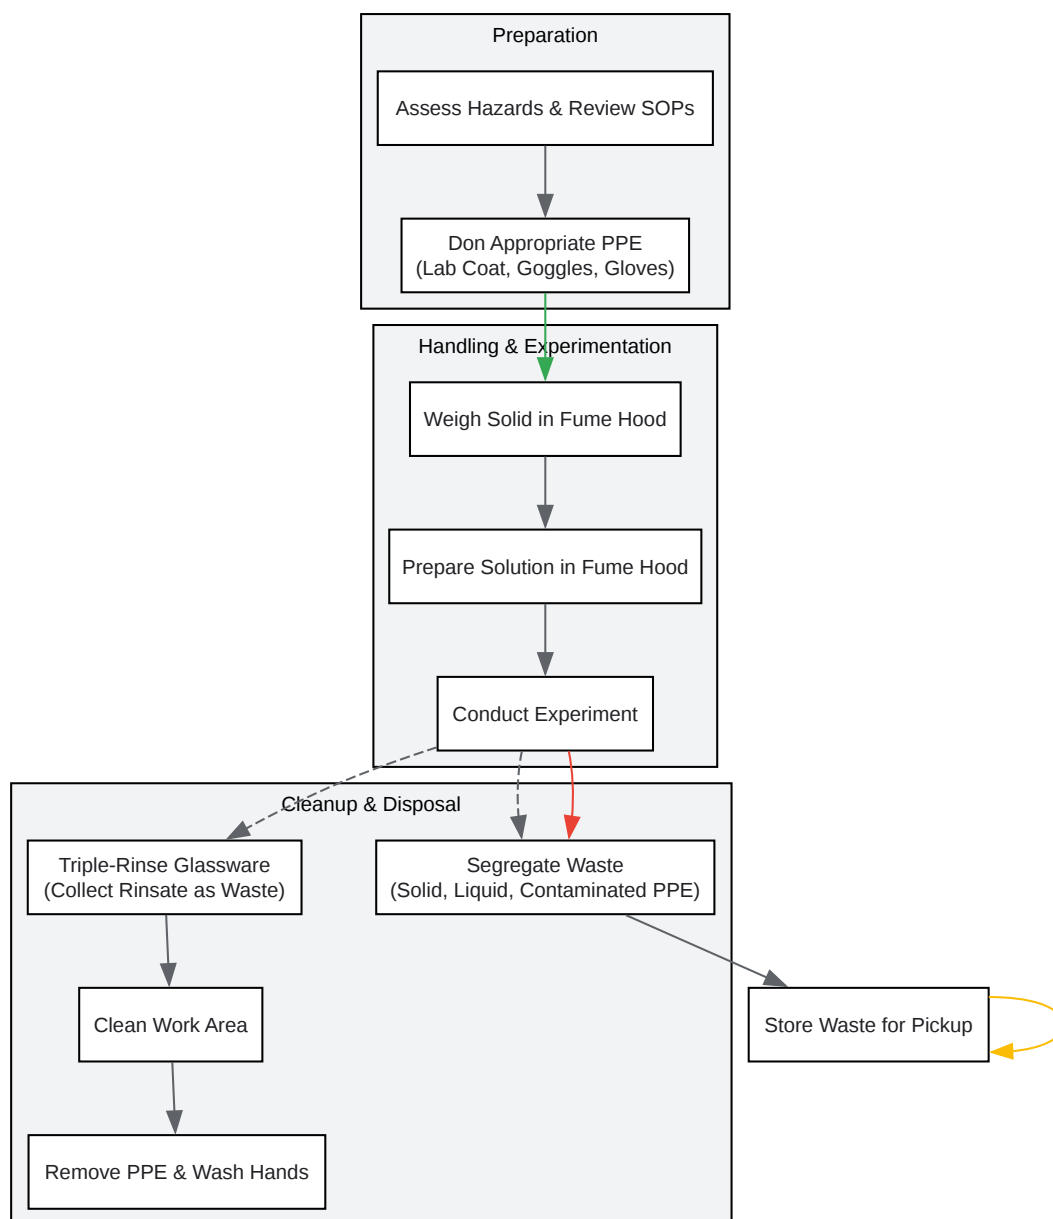 Preparation
Assess Hazards & Review SOPs
Don Appropriate PPE
(Lab Coat, Goggles, Gloves)
Handling & Experimentation
Weigh Solid in Fume Hood
Prepare Solution in Fume Hood
Conduct Experiment
Cleanup & Disposal
Triple-Rinse Glassware
(Collect Rinsate as Waste)
Segregate Waste
(Solid, Liquid, Contaminated PPE)
Clean Work Area
Store Waste for Pickup
Remove PPE & Wash Hands